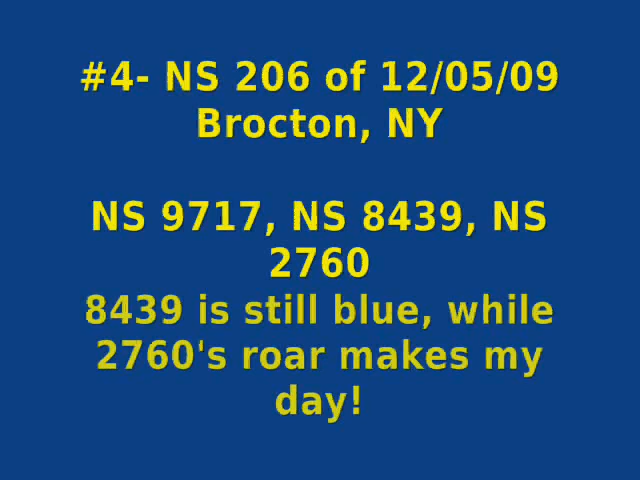 #4- NS 206 of 12/05/09
Brocton, NY
NS 9717, NS 8439, NS
2760
8439 is still blue, while
2760's roar makes my
day!